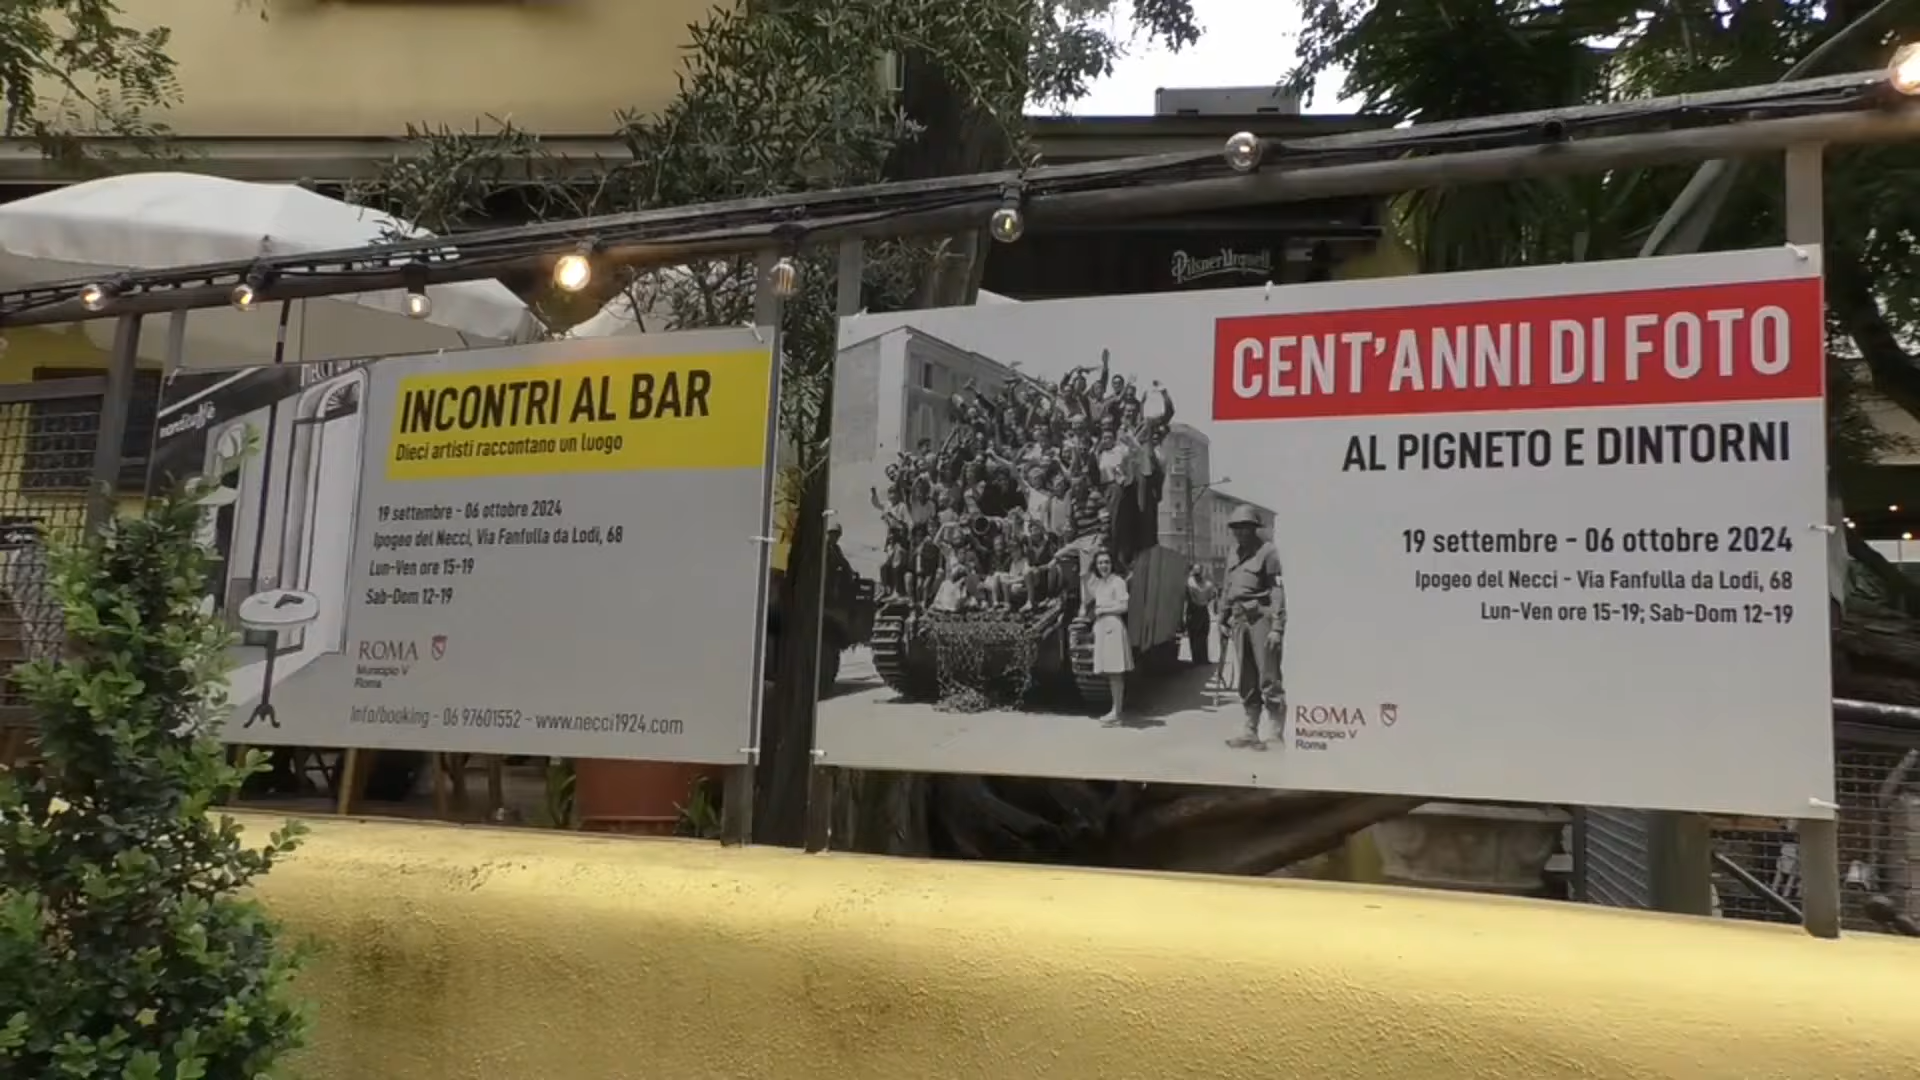 INCONTRI AL BAR
Dieci artisti raccontano un luogo
19 settembre - 06 ottobre 2024
Ipogeo del Necci, Via Fanfulla da Lodi, 68
Lun-Ven ore 15-19
Sab-Dom 12-19
ROMA
Municipio V
Roma
Info/booking - 06 97601552 - www.necci1924.com
Pilsner Urquell
CENT'ANNI DI FOTO
AL PIGNETO E DINTORNI
19 settembre - 06 ottobre 2024
Ipogeo del Necci - Via Fanfulla da Lodi, 68
Lun-Ven ore 15-19; Sab-Dom 12-19
ROMA
Municipio V
Roma